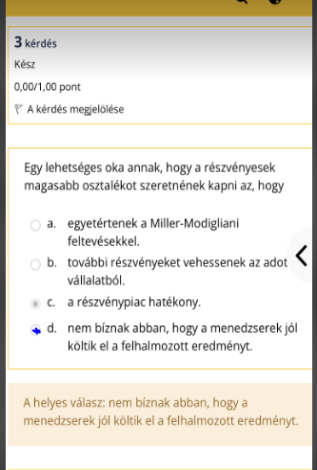 3 kérdés
Kész
0,00/1,00 pont
A kérdés megjelölése
Egy lehetséges oka annak, hogy a részvényesek
magasabb osztalékot szeretnének kapni az, hogy
a. egyetértenek a Miller-Modigliani
feltevésekkel.
b. további részvényeket vehessenek az adot
vállalatból.
c. a részvénypiac hatékony.
d. nem bíznak abban, hogy a menedzserek jól
költik el a felhalmozott eredményt.
A helyes válasz: nem bíznak abban, hogy a
menedzserek jól költik el a felhalmozott eredményt.